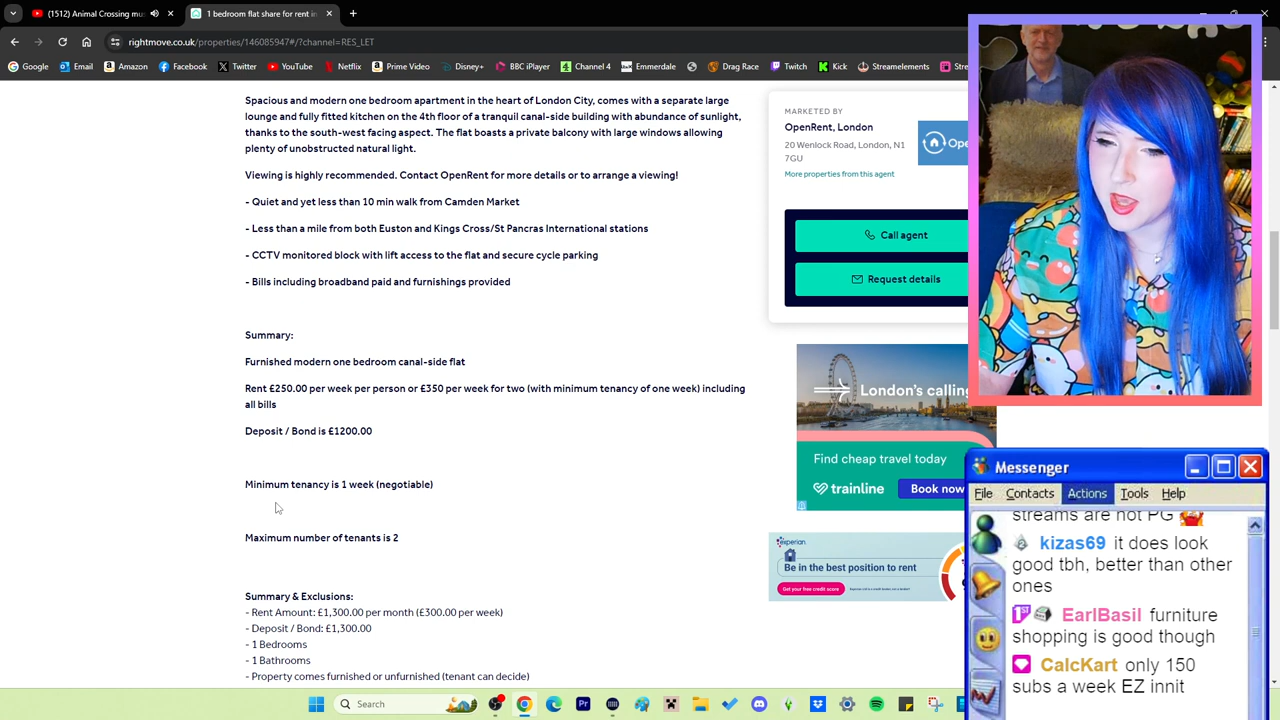 (1512) Animal Crossing mu
1 bedroom flat share for rent in
rightmove.co.uk/properties/146085947#/?channel=RES_LET
Google
Email
Amazon
Facebook
Twitter
YouTube
Netflix
Prime Video
Disney+
BBC iPlayer
Channel 4
Emmerdale
Drag Race
Twitch
Kick
Streamelements
Spacious and modern one bedroom apartment in the heart of London City, comes with a separate large
lounge and fully fitted kitchen on the 4th floor of a tranquil canal-side building with abundance of sunlight,
thanks to the south-west facing aspect. The flat boasts a private balcony with large windows allowing
plenty of unobstructed natural light.
Viewing is highly recommended. Contact OpenRent for more details or to arrange a viewing!
- Quiet and yet less than 10 min walk from Camden Market
- Less than a mile from both Euston and Kings Cross/St Pancras International stations
- CCTV monitored block with lift access to the flat and secure cycle parking
- Bills including broadband paid and furnishings provided
Summary:
Furnished modern one bedroom canal-side flat
Rent £250.00 per week per person or £350 per week for two (with minimum tenancy of one week) including
all bills
Deposit / Bond is £1200.00
Minimum tenancy is 1 week (negotiable)
Maximum number of tenants is 2
Summary & Exclusions:
- Rent Amount: £1,300.00 per month (£300.00 per week)
- Deposit / Bond: £1,300.00
- 1 Bedrooms
- 1 Bathrooms
- Property comes furnished or unfurnished (tenant can decide)
MARKETED BY
OpenRent, London
20 Wenlock Road, London, N1
7GU
More properties from this agent
Ope
Call agent
Request details
London's calling
Find cheap travel today
trainline
Book now
experian.
Be in the best position to rent
Get your free credit score
Messenger
File Contacts Actions Tools Help
streams are not PG
kizas69 it does look
good tbh, better than other
ones
EarlBasil furniture
shopping is good though
CalcKart only 150
subs a week EZ innit
Search